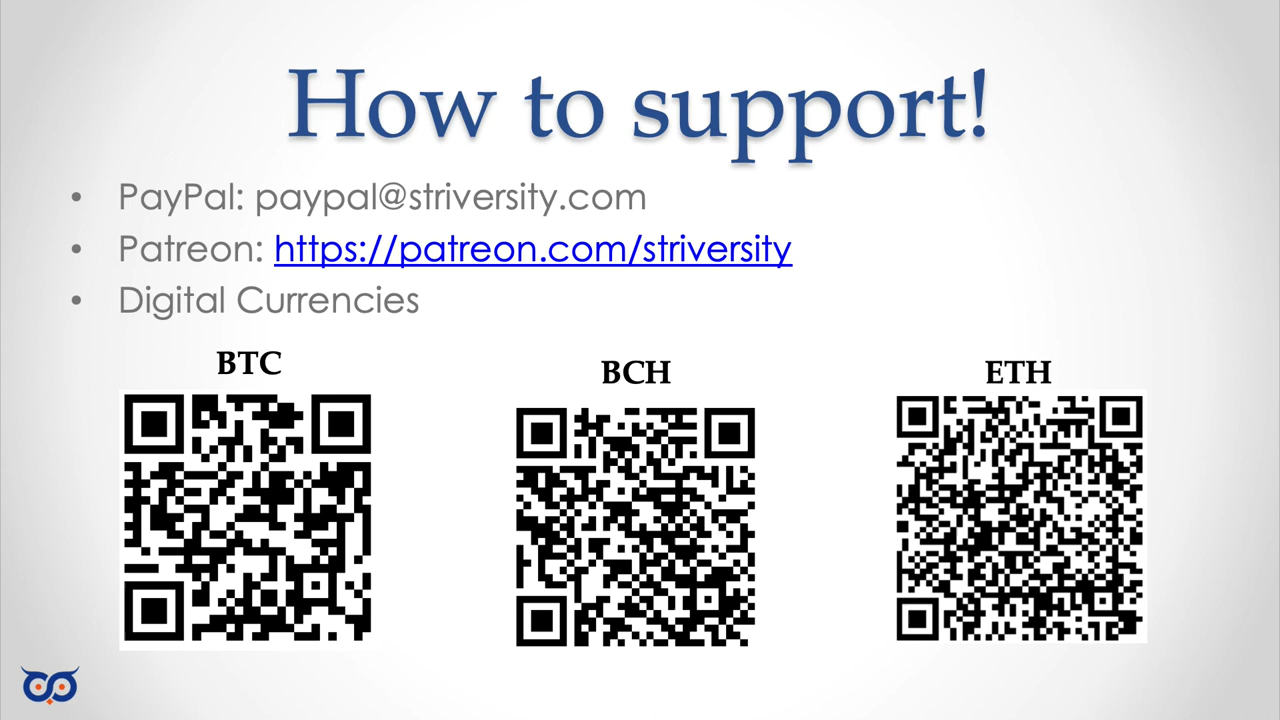 How to support!
• PayPal: paypal@striversity.com
• Patreon: https://patreon.com/striversity
• Digital Currencies
BTC
BCH
ETH